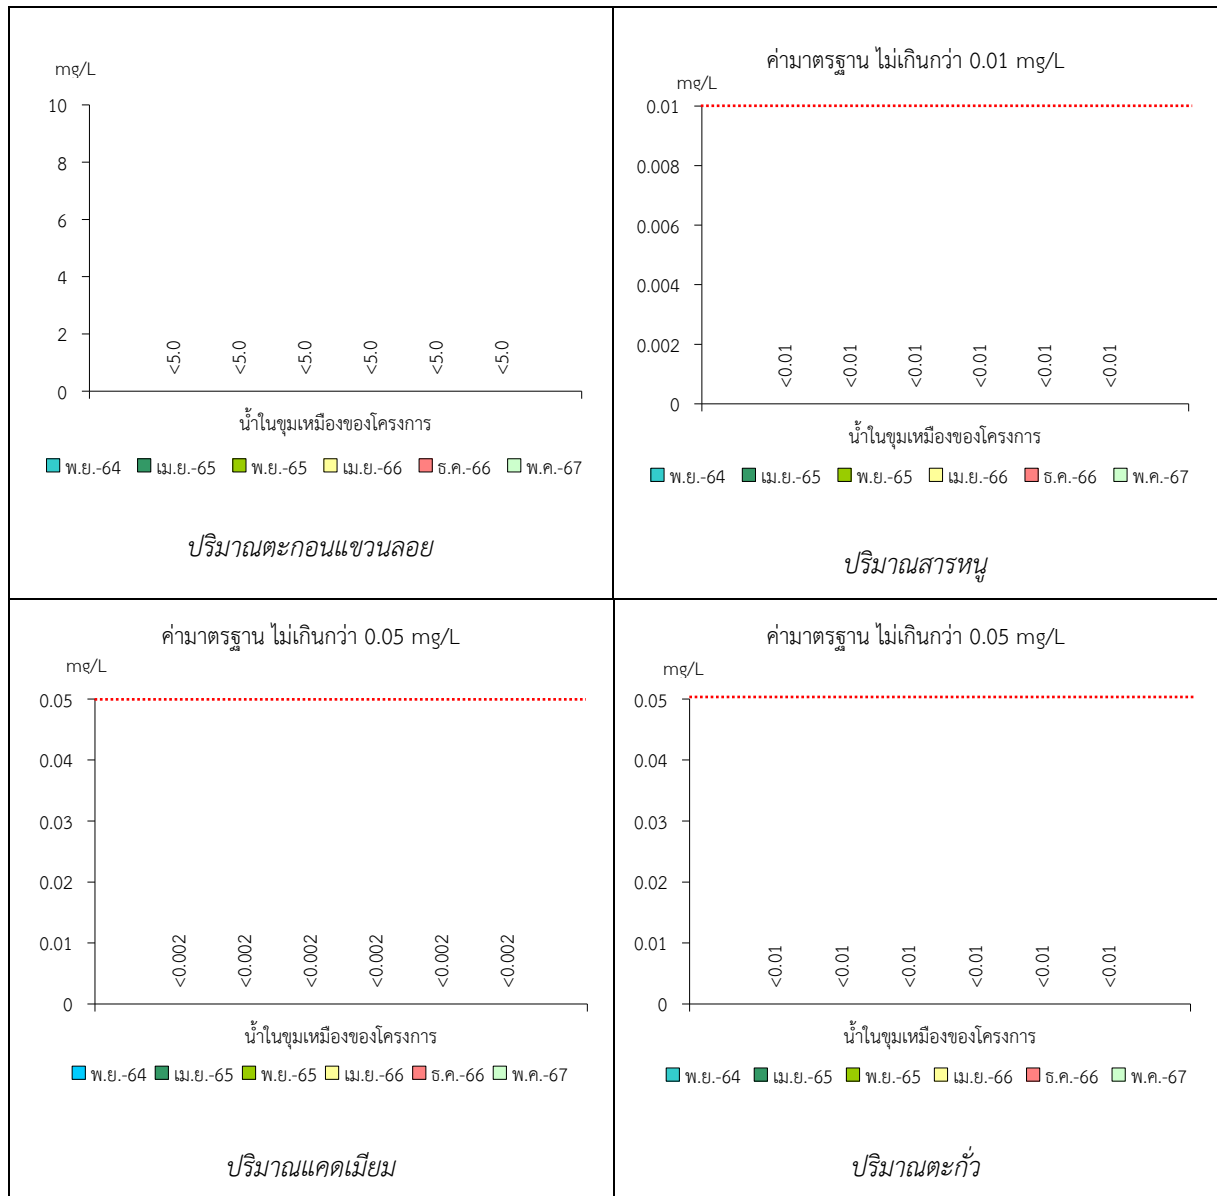 mg/L
10
8
6
4
2
0
<5.0 <5.0 <5.0 <5.0 <5.0 <5.0
น้ำในขุมเหมืองของโครงการ
พ.ย.-64 เม.ย.-65 พ.ย.-65 เม.ย.-66 ธ.ค.-66 พ.ค.-67
ปริมาณตะกอนแขวนลอย
ค่ามาตรฐาน ไม่เกินกว่า 0.01 mg/L
mg/L
0.01
0.008
0.006
0.004
0.002
0
<0.01 <0.01 <0.01 <0.01 <0.01 <0.01
น้ำในขุมเหมืองของโครงการ
พ.ย.-64 เม.ย.-65 พ.ย.-65 เม.ย.-66 ธ.ค.-66 พ.ค.-67
ปริมาณสารหนู
ค่ามาตรฐาน ไม่เกินกว่า 0.05 mg/L
mg/L
0.05
0.04
0.03
0.02
0.01
0
<0.002 <0.002 <0.002 <0.002 <0.002 <0.002
น้ำในขุมเหมืองของโครงการ
พ.ย.-64 เม.ย.-65 พ.ย.-65 เม.ย.-66 ธ.ค.-66 พ.ค.-67
ปริมาณแคดเมียม
ค่ามาตรฐาน ไม่เกินกว่า 0.05 mg/L
mg/L
0.05
0.04
0.03
0.02
0.01
0
<0.01 <0.01 <0.01 <0.01 <0.01 <0.01
น้ำในขุมเหมืองของโครงการ
พ.ย.-64 เม.ย.-65 พ.ย.-65 เม.ย.-66 ธ.ค.-66 พ.ค.-67
ปริมาณตะกั่ว